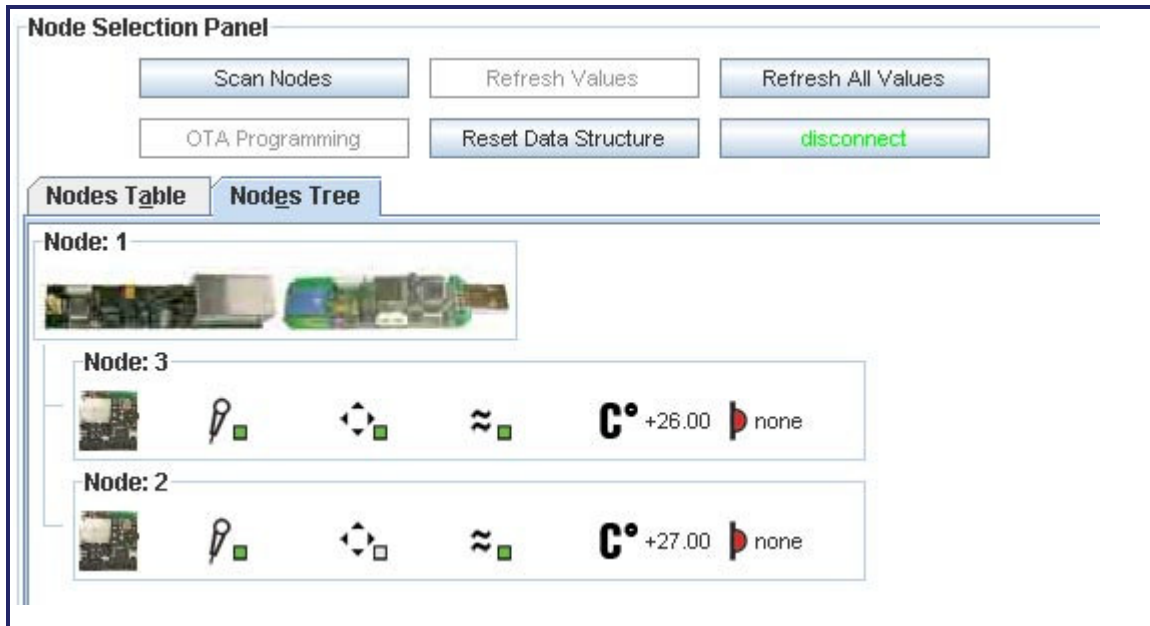 Node Selection Panel
Scan Nodes Refresh Values Refresh All Values
OTA Programming Reset Data Structure disconnect
Nodes Table Nodes Tree
Node: 1
Node: 3
C° +26.00 none
Node: 2
C° +27.00 none